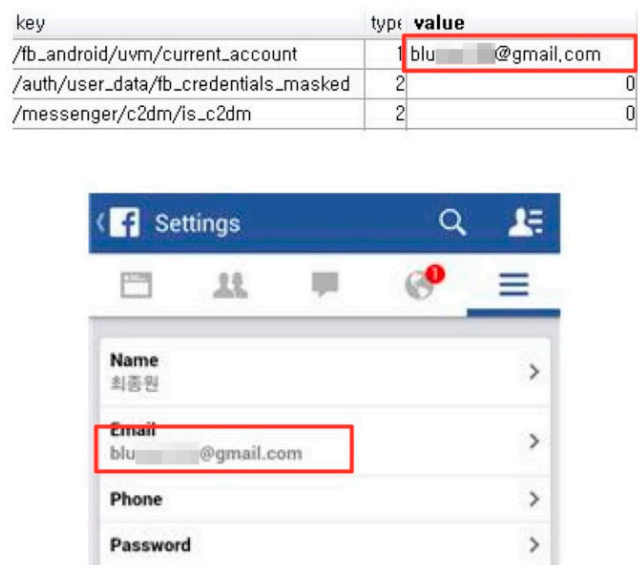 key type value
/fb_android/uvm/current_account 1 blu @gmail.com
/auth/user_data/fb_credentials_masked 2 0
/messenger/c2dm/is_c2dm 2 0
Settings
1
Name
최종원
Email
blu @gmail.com
Phone
Password